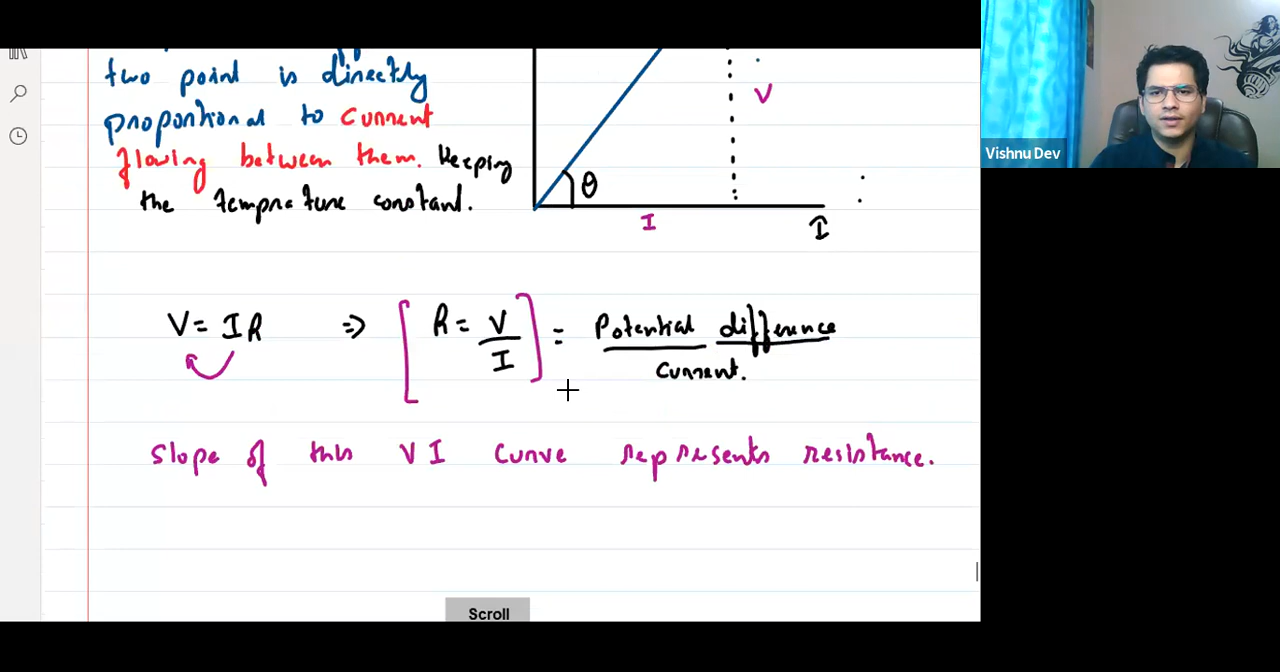 two point is directly
proportional to current
flowing between them. Keeping
the temprature constant.
V
θ
I
I
Vishnu Dev
V = IR ⇒ [R = V/I] = Potential difference / Current.
Slope of this VI curve represents resistance.
Scroll